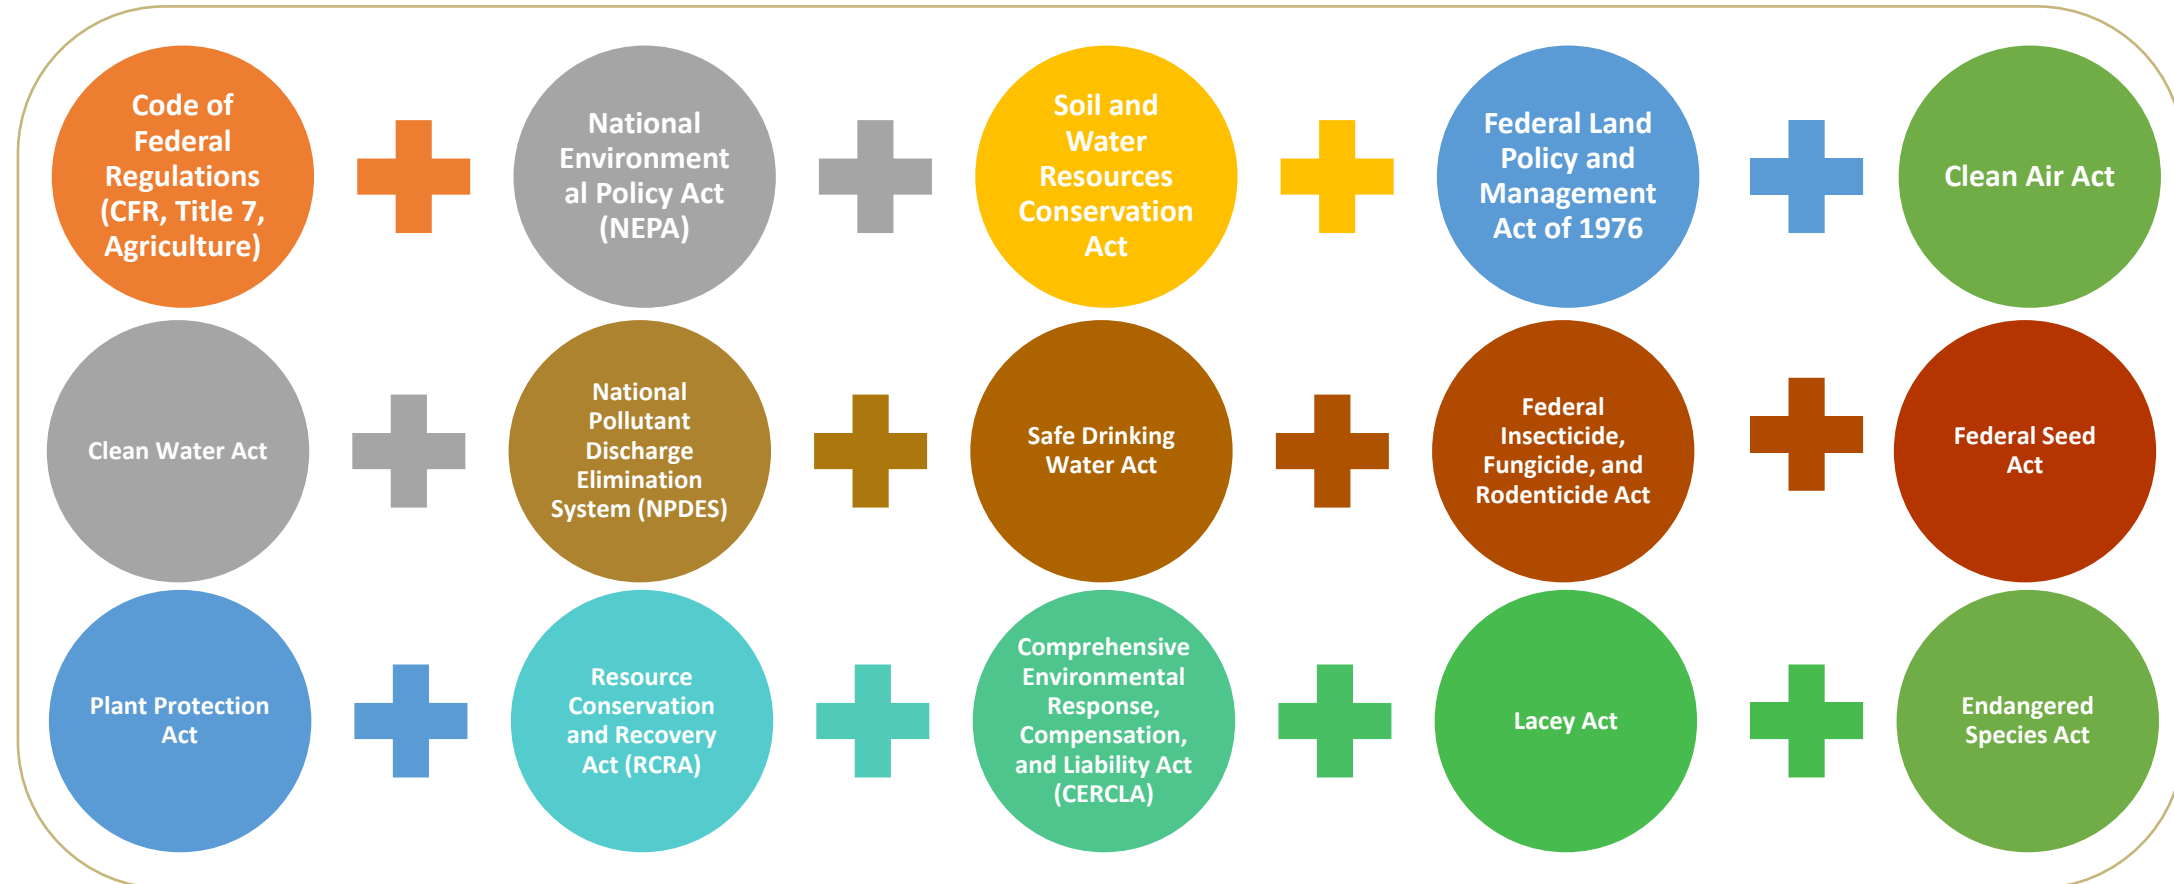 Code of
Federal
Regulations
(CFR, Title 7,
Agriculture)
National
Environment
al Policy Act
(NEPA)
Soil and
Water
Resources
Conservation
Act
Federal Land
Policy and
Management
Act of 1976
Clean Air Act
Clean Water Act
National
Pollutant
Discharge
Elimination
System (NPDES)
Safe Drinking
Water Act
Federal
Insecticide,
Fungicide, and
Rodenticide Act
Federal Seed
Act
Plant Protection
Act
Resource
Conservation
and Recovery
Act (RCRA)
Comprehensive
Environmental
Response,
Compensation,
and Liability Act
(CERCLA)
Lacey Act
Endangered
Species Act